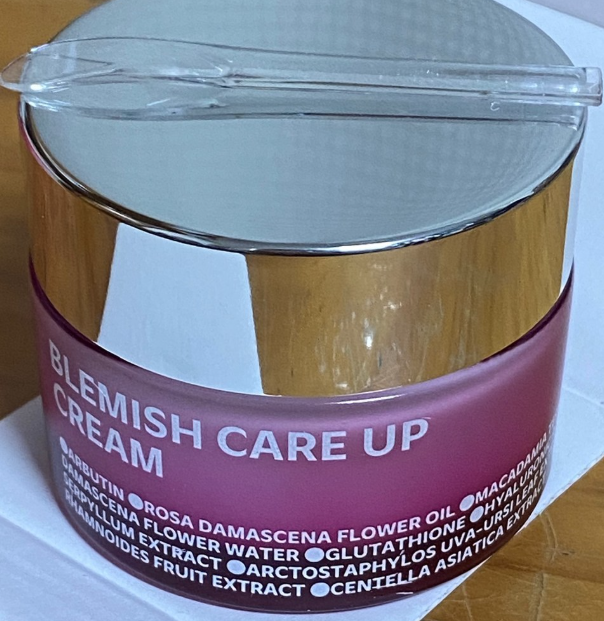 BLEMISH CARE UP
CREAM
●ARBUTIN ●ROSA DAMASCENA FLOWER OIL ●MACADAMIA
DAMASCENA FLOWER WATER ●GLUTATHIONE
SERPYLLUM EXTRACT ●ARCTOSTAPHYLOS UVA-URSI LEAF
RHAMNOIDES FRUIT EXTRACT ●CENTELLA ASIATICA EXTRACT